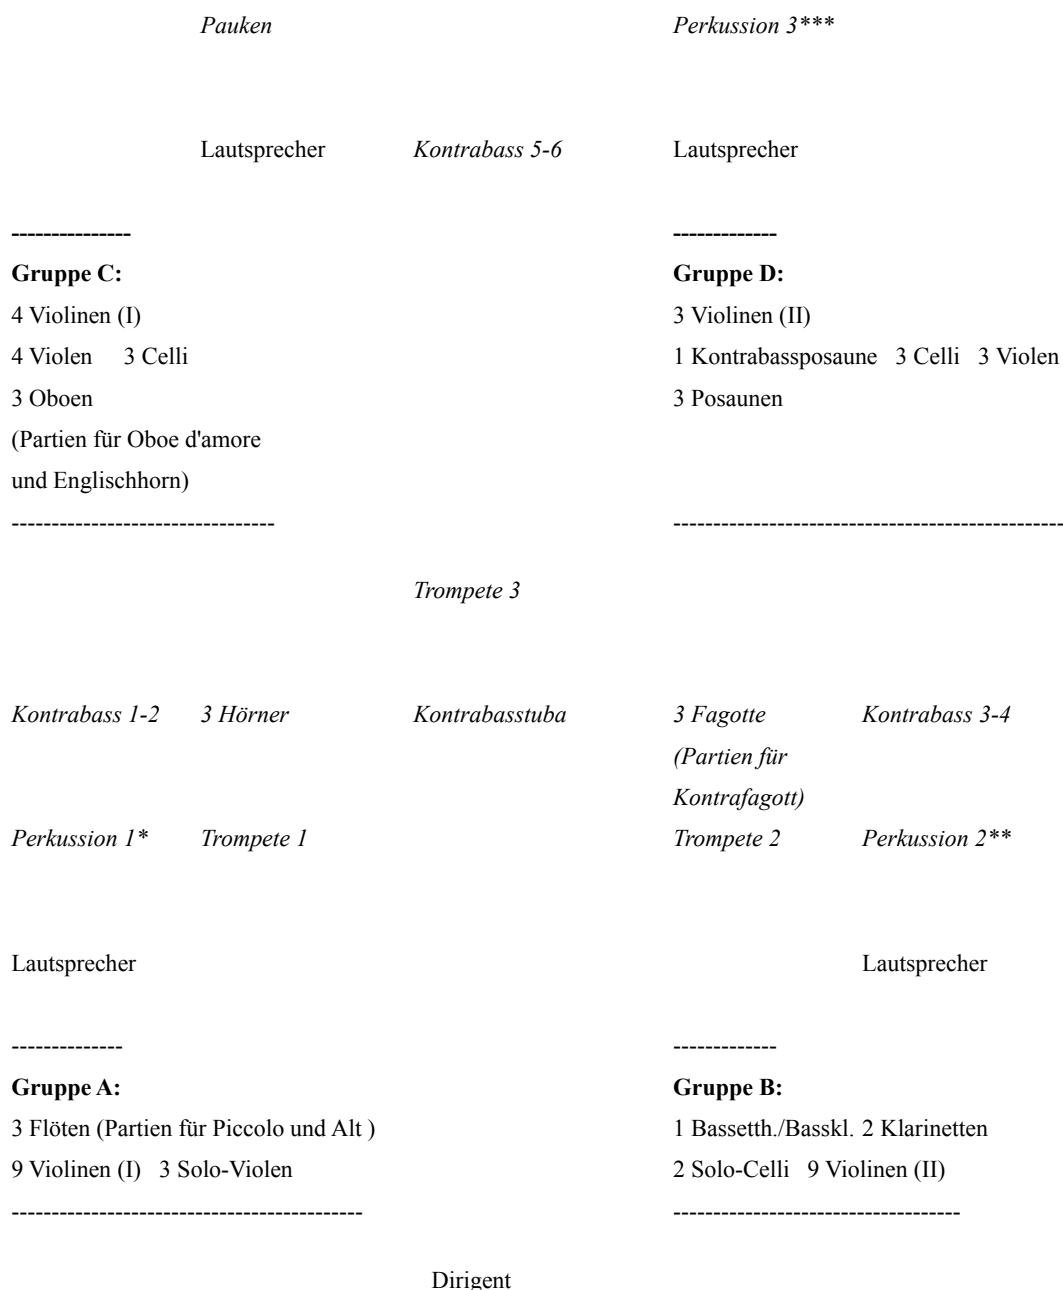 Pauken Perkussion 3***
Lautsprecher Kontrabass 5-6 Lautsprecher
--------------- -------------
Gruppe C: Gruppe D:
4 Violinen (I) 3 Violinen (II)
4 Violen 3 Celli 1 Kontrabassposaune 3 Celli 3 Violen
3 Oboen 3 Posaunen
(Partien für Oboe d'amore
und Englischhorn)
--------------------------------- -------------------------------------------------
Trompete 3
Kontrabass 1-2 3 Hörner Kontrabasstuba 3 Fagotte Kontrabass 3-4
(Partien für
Kontrafagott)
Perkussion 1* Trompete 1 Trompete 2 Perkussion 2**
Lautsprecher Lautsprecher
-------------- -------------
Gruppe A: Gruppe B:
3 Flöten (Partien für Piccolo und Alt ) 1 Bassetth./Basskl. 2 Klarinetten
9 Violinen (I) 3 Solo-Violen 2 Solo-Celli 9 Violinen (II)
-------------------------------------------- ------------------------------------
Dirigent